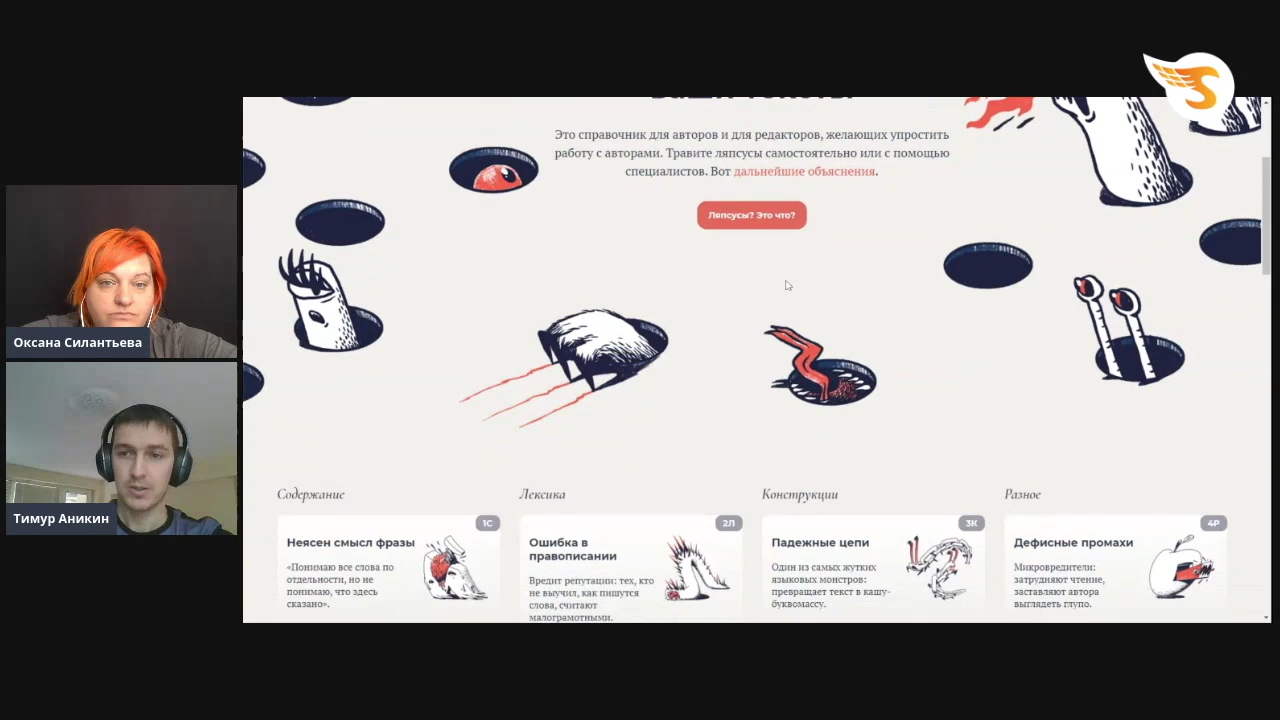 Это справочник для авторов и для редакторов, желающих упростить
работу с авторами. Травите ляпсусы самостоятельно или с помощью
специалистов. Вот дальнейшие объяснения.
Ляпсусы? Это что?
Оксана Силантьева
Тимур Аникин
Содержание
1С
Неясен смысл фразы
«Понимаю все слова по
отдельности, но не
понимаю, что здесь
сказано».
Лексика
2Л
Ошибка в
правописании
Вредит репутации: тех, кто
не выучил, как пишутся
слова, считают
малограмотными.
Конструкции
3К
Падежные цепи
Один из самых жутких
языковых монстров:
превращает текст в кашу-
буквомассу.
Разное
4Р
Дефисные промахи
Микровредители:
затрудняют чтение,
заставляют автора
выглядеть глупо.